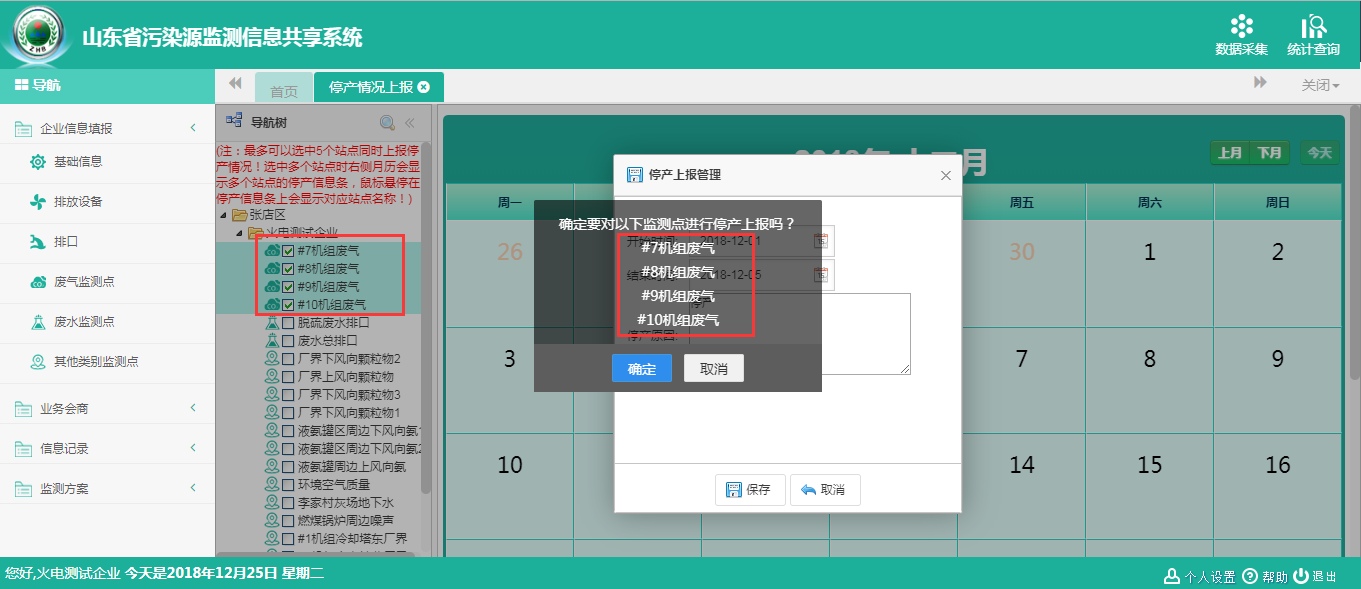 山东省污染源监测信息共享系统
数据采集
统计查询
导航
首页
停产情况上报
关闭
企业信息填报
基础信息
排放设备
排口
废气监测点
废水监测点
其他类别监测点
业务会商
信息记录
监测方案
导航树
(注：最多可以选中5个站点同时上报停
产情况！选中多个站点时右侧月历会显
示多个站点的停产信息条，鼠标悬停在
停产信息条上会显示对应站点名称！)
张店区
火电测试企业
#7机组废气
#8机组废气
#9机组废气
#10机组废气
脱硫废水排口
废水总排口
厂界下风向颗粒物2
厂界上风向颗粒物
厂界下风向颗粒物3
厂界下风向颗粒物1
液氨罐区周边下风向氨1
液氨罐区周边下风向氨2
液氨罐周边上风向氨
环境空气质量
李家村灰场地下水
燃煤锅炉周边噪声
#1机组冷却塔东厂界
上月 下月 今天
周一
周五
周六
周日
26
30
1
2
3
7
8
9
10
14
15
16
停产上报管理
开始时间: 2018-12-01
结束时间: 2018-12-05
停产原因:
保存
取消
确定要对以下监测点进行停产上报吗？
#7机组废气
#8机组废气
#9机组废气
#10机组废气
确定
取消
您好,火电测试企业 今天是2018年12月25日 星期二
个人设置
帮助
退出